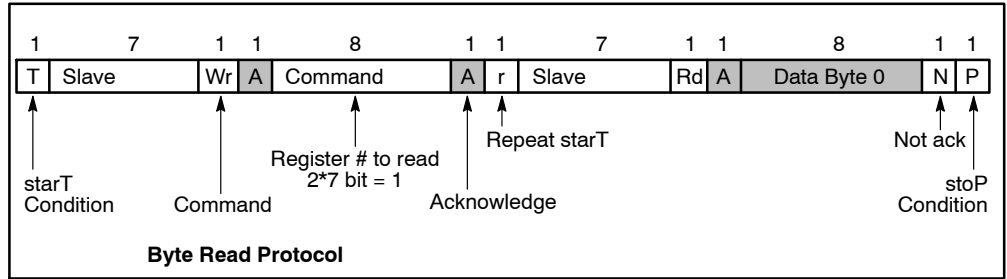 1 7 1 1 8 1 1 7 1 1 8 1 1
T Slave Wr A Command A r Slave Rd A Data Byte 0 N P
Repeat starT
Not ack
Register # to read
2*7 bit = 1
starT
Condition
Command
Acknowledge
stoP
Condition
Byte Read Protocol